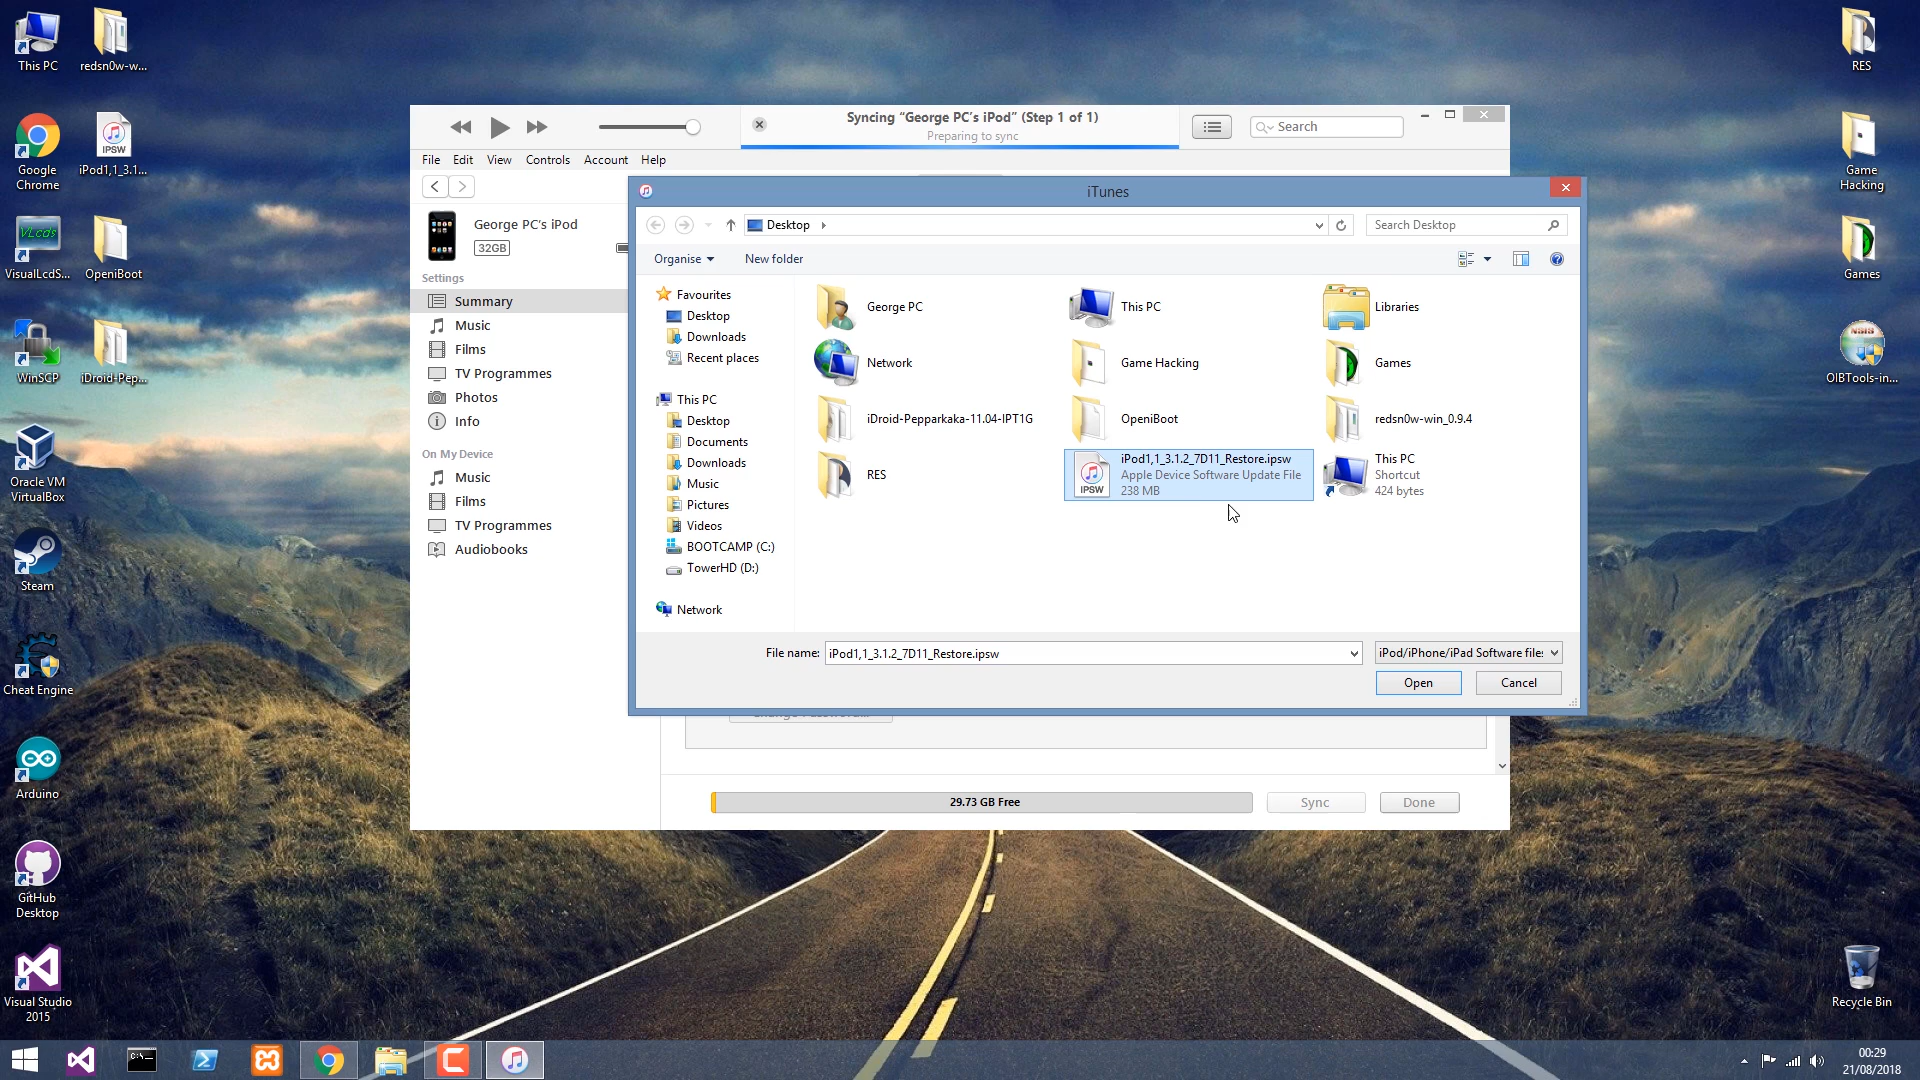 This PC
redsn0w-w...
Google
Chrome
IPSW
iPod1,1_3.1...
VLcds
VisualLcdS...
OpeniBoot
WinSCP
iDroid-Pep...
Oracle VM
VirtualBox
Steam
Cheat Engine
Arduino
GitHub
Desktop
Visual Studio
2015
RES
Game
Hacking
Games
NSIS
OIBTools-in...
Recycle Bin
Syncing “George PC’s iPod” (Step 1 of 1)
Preparing to sync
Search
File Edit View Controls Account Help
George PC’s iPod
32GB
Settings
Summary
Music
Films
TV Programmes
Photos
Info
On My Device
Music
Films
TV Programmes
Audiobooks
iTunes
Desktop
Search Desktop
Organise
New folder
Favourites
Desktop
Downloads
Recent places
This PC
Desktop
Documents
Downloads
Music
Pictures
Videos
BOOTCAMP (C:)
TowerHD (D:)
Network
George PC
This PC
Libraries
Network
Game Hacking
Games
iDroid-Pepparkaka-11.04-IPT1G
OpeniBoot
redsn0w-win_0.9.4
RES
IPSW
iPod1,1_3.1.2_7D11_Restore.ipsw
Apple Device Software Update File
238 MB
This PC
Shortcut
424 bytes
File name: iPod1,1_3.1.2_7D11_Restore.ipsw
iPod/iPhone/iPad Software files
Open
Cancel
29.73 GB Free
Sync
Done
C:\_
00:29
21/08/2018